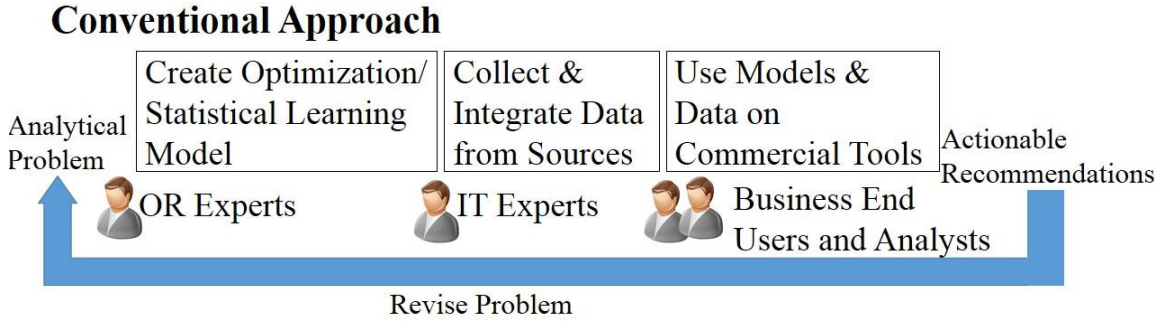 Conventional Approach
Analytical
Problem
Create Optimization/
Statistical Learning
Model
Collect &
Integrate Data
from Sources
Use Models &
Data on
Commercial Tools
Actionable
Recommendations
OR Experts
IT Experts
Business End
Users and Analysts
Revise Problem